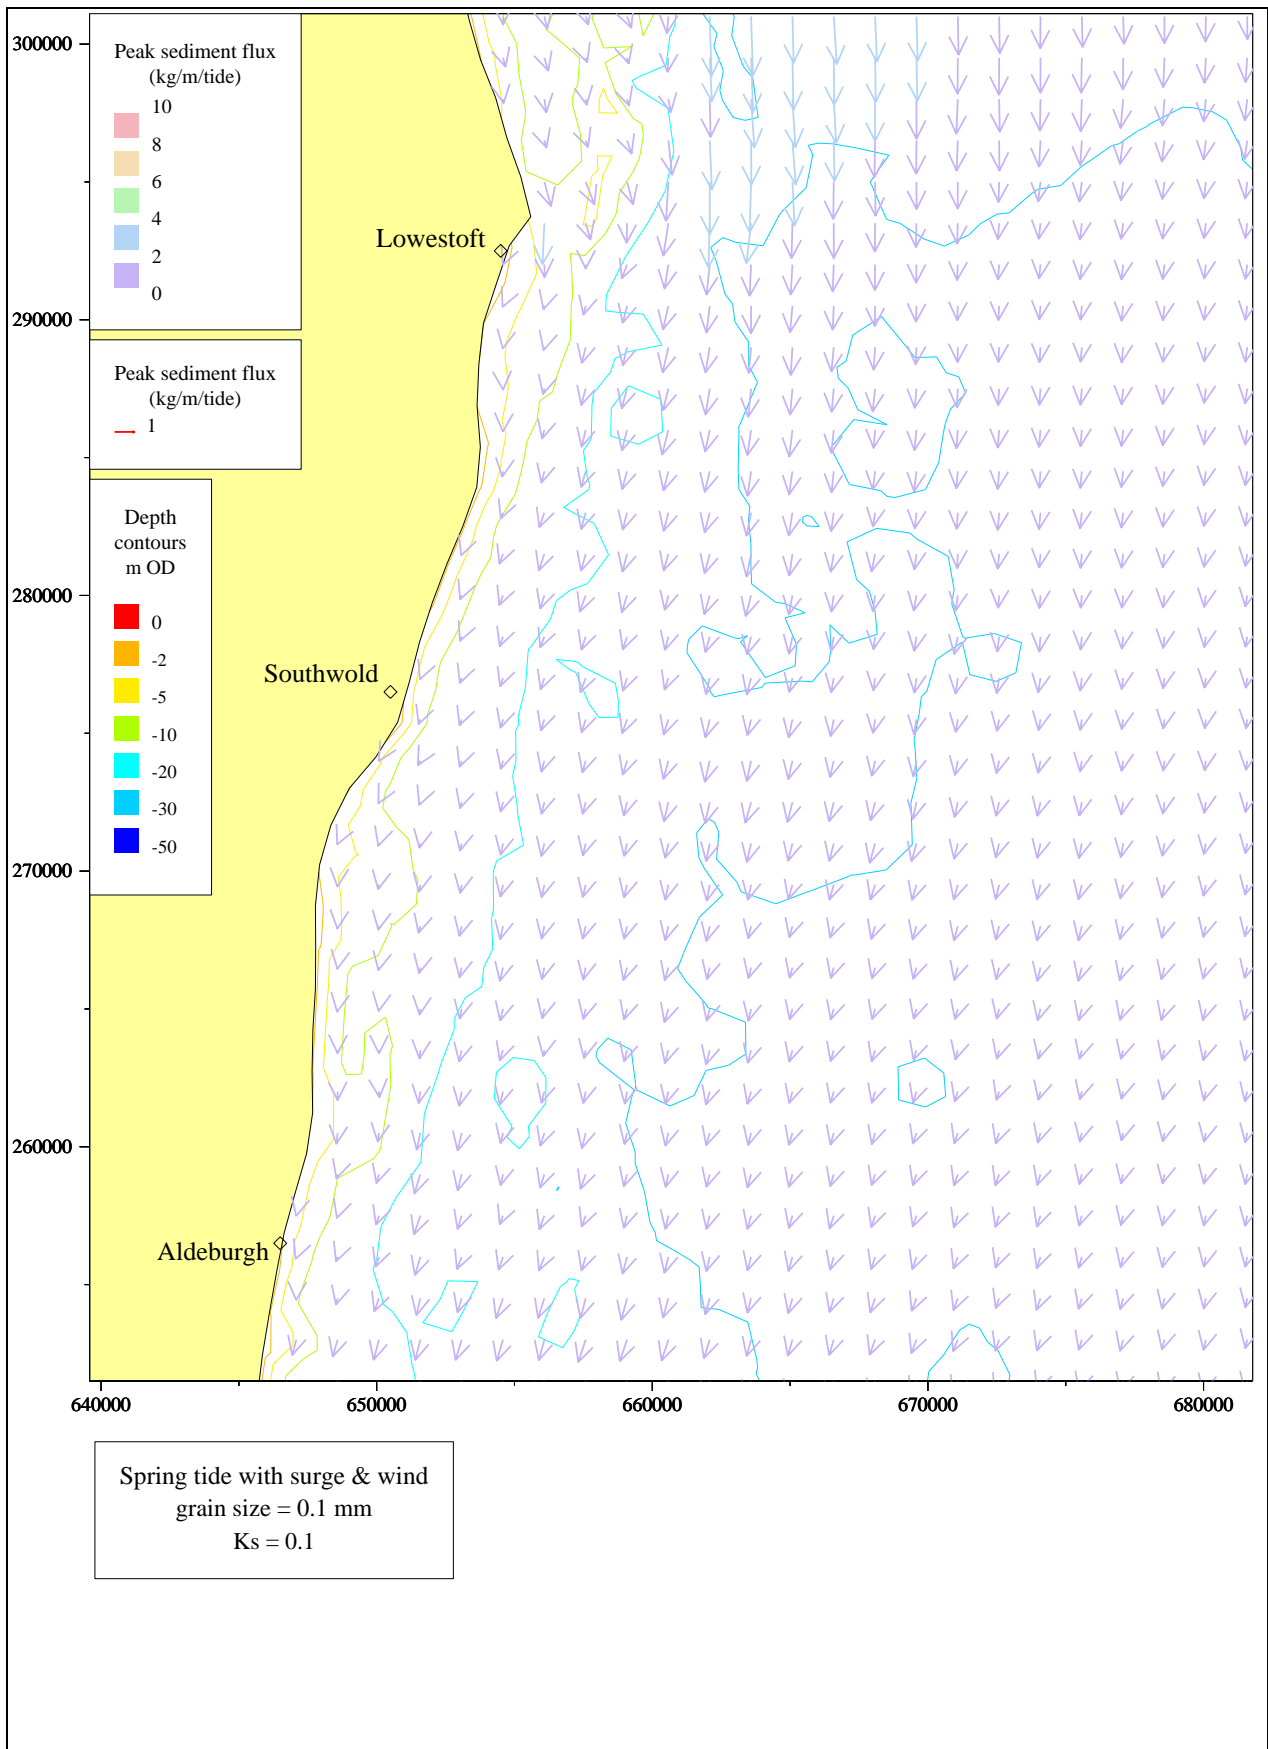 Peak sediment flux
(kg/m/tide)
10
8
6
4
2
0
Peak sediment flux
(kg/m/tide)
1
Depth
contours
m OD
0
-2
-5
-10
-20
-30
-50
300000
290000
280000
270000
260000
Lowestoft
Southwold
Aldeburgh
640000 650000 660000 670000 680000
Spring tide with surge & wind
grain size = 0.1 mm
Ks = 0.1